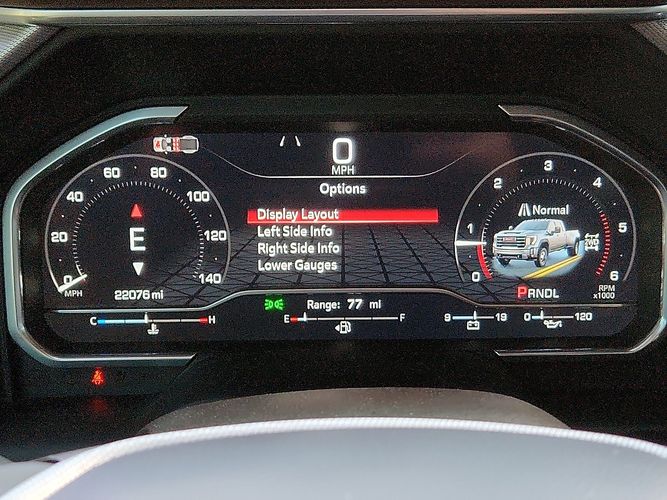 0
MPH
Options
Display Layout
Left Side Info
Right Side Info
Lower Gauges
0 20 40 60 80 100 120 140
MPH
E
22076 mi
0 1 2 3 4 5 6
Normal
2WD
PRNDL
RPM
x1000
Range: 77 mi
C H
E F
9 19
0 120